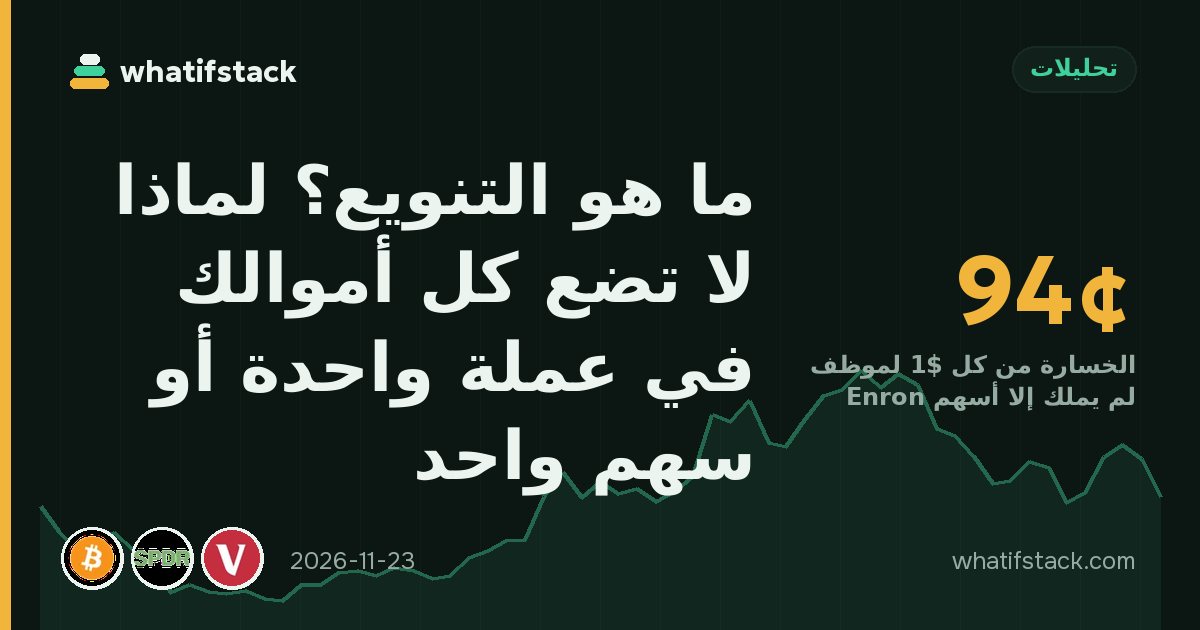 whatifstack
تحليلات
ما هو التنويع؟ لماذا
لا تضع كل أموالك
في عملة واحدة أو
سهم واحد
94¢
الخسارة من كل $1 لموظف
لم يملك إلا أسهم Enron
SPDR
V
2026-11-23
whatifstack.com